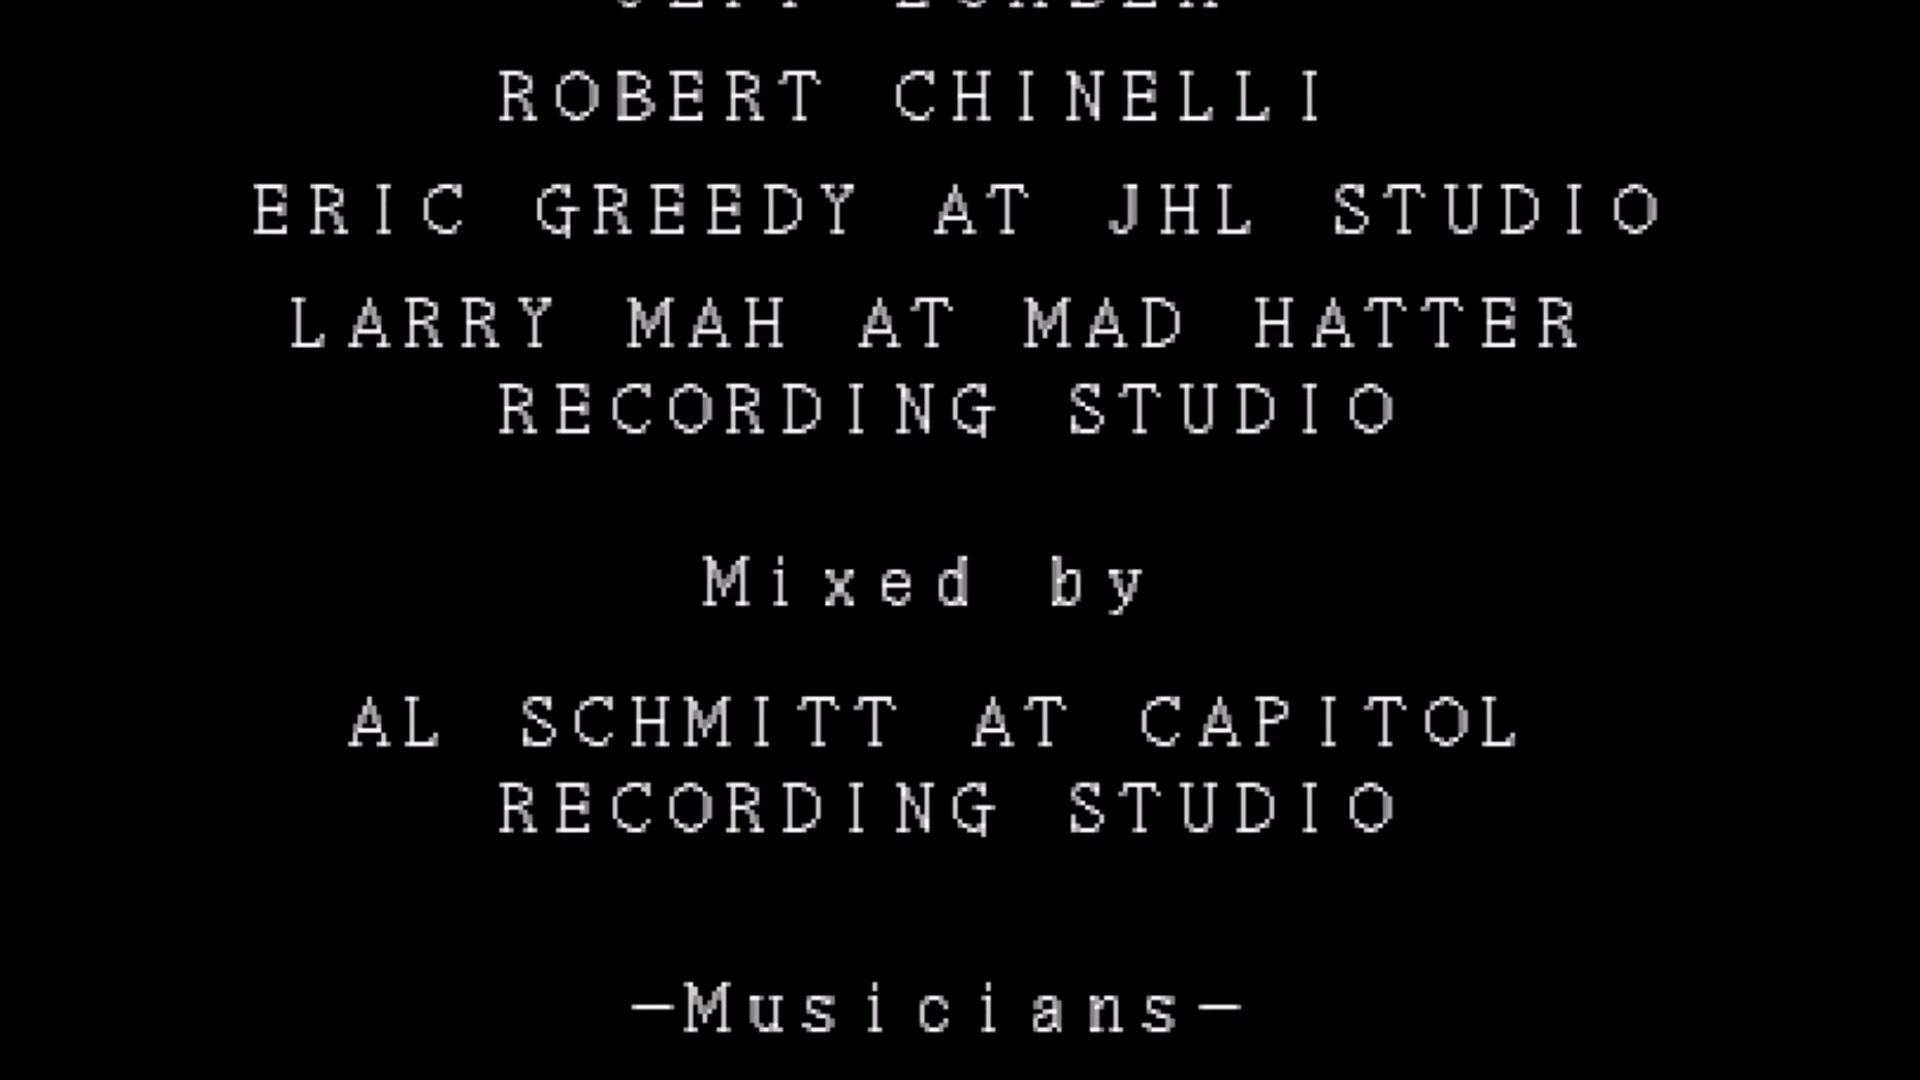 ROBERT CHINELLI
ERIC GREEDY AT JHL STUDIO
LARRY MAH AT MAD HATTER
RECORDING STUDIO
Mixed by
AL SCHMITT AT CAPITOL
RECORDING STUDIO
—Musicians—